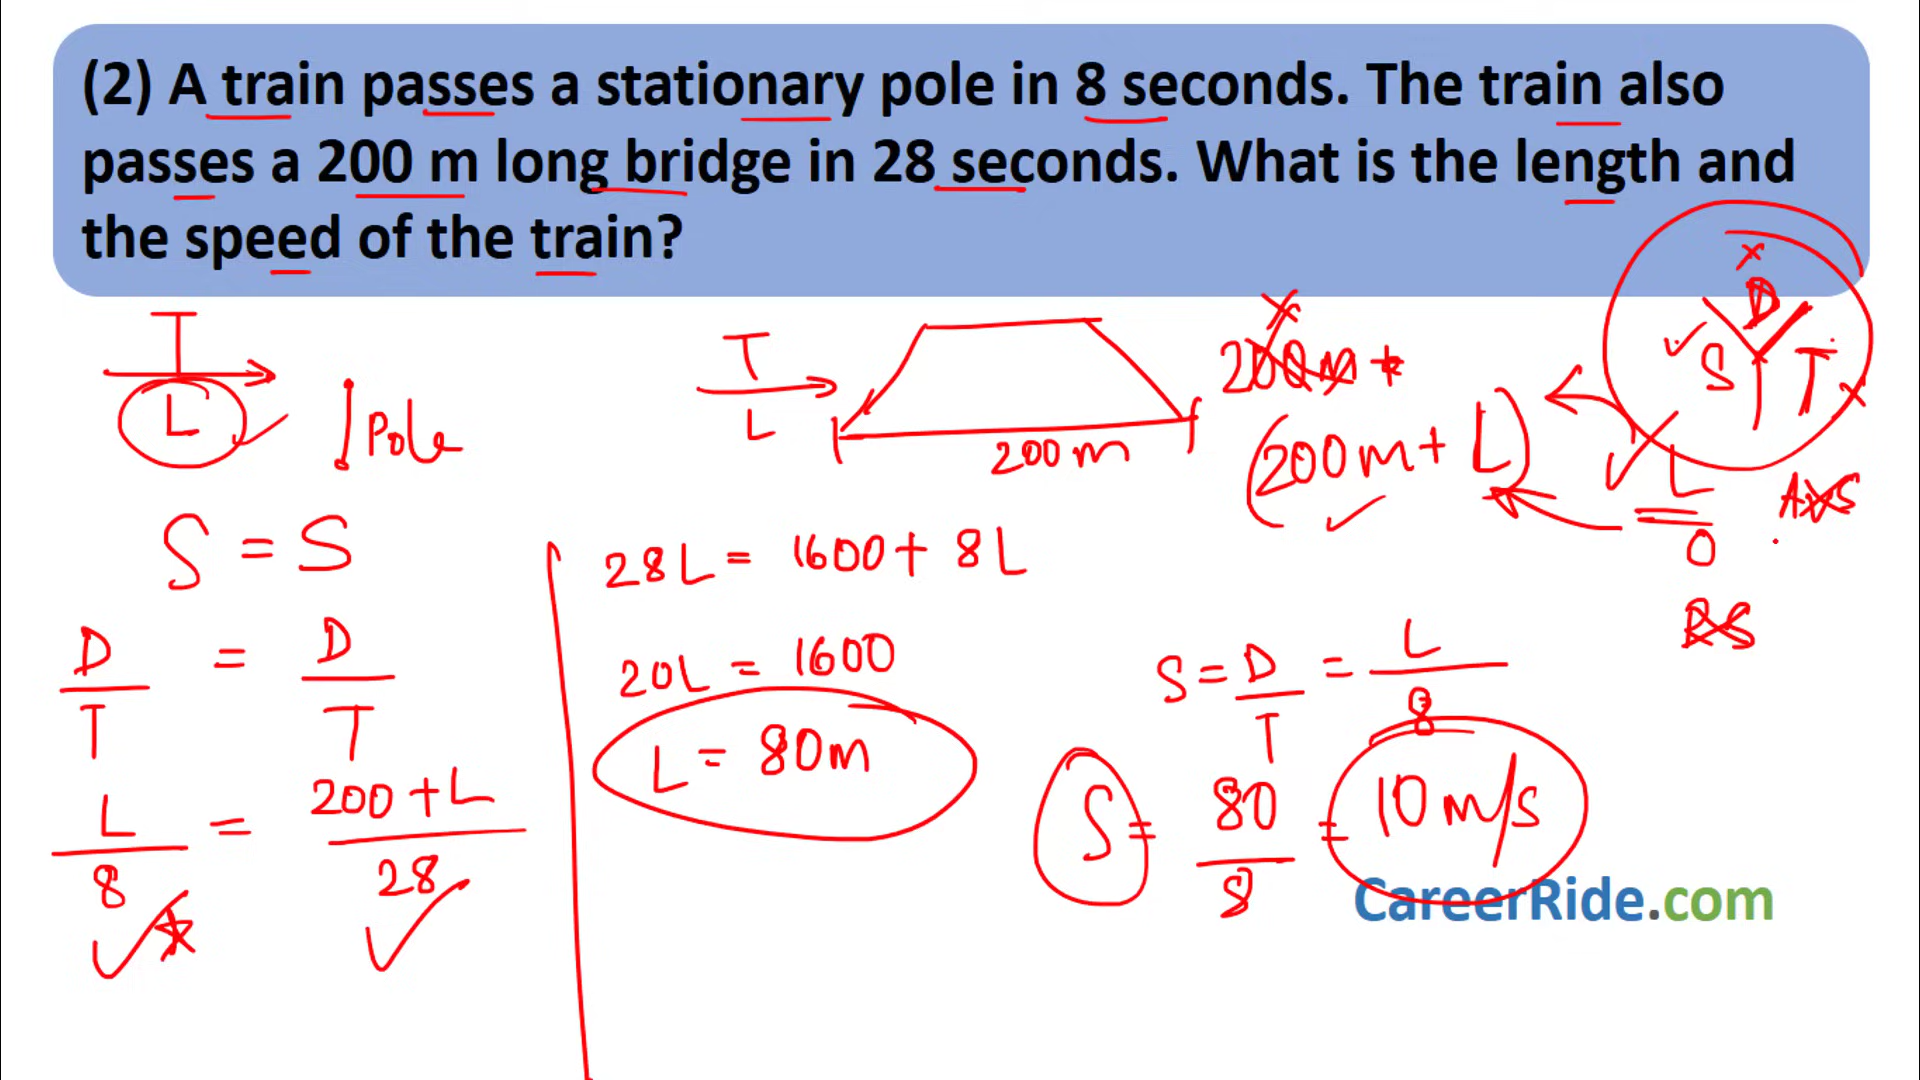 (2) A train passes a stationary pole in 8 seconds. The train also
passes a 200 m long bridge in 28 seconds. What is the length and
the speed of the train?
T
L
Pole
T
L
200 m
200m +
(200m + L)
D
S T
L
O
S = S
D/T = D/T
L/8 = 200 + L/28
28L = 1600 + 8L
20L = 1600
L = 80m
S = D/T = L/8
S = 80/8 = 10 m/s
CareerRide.com